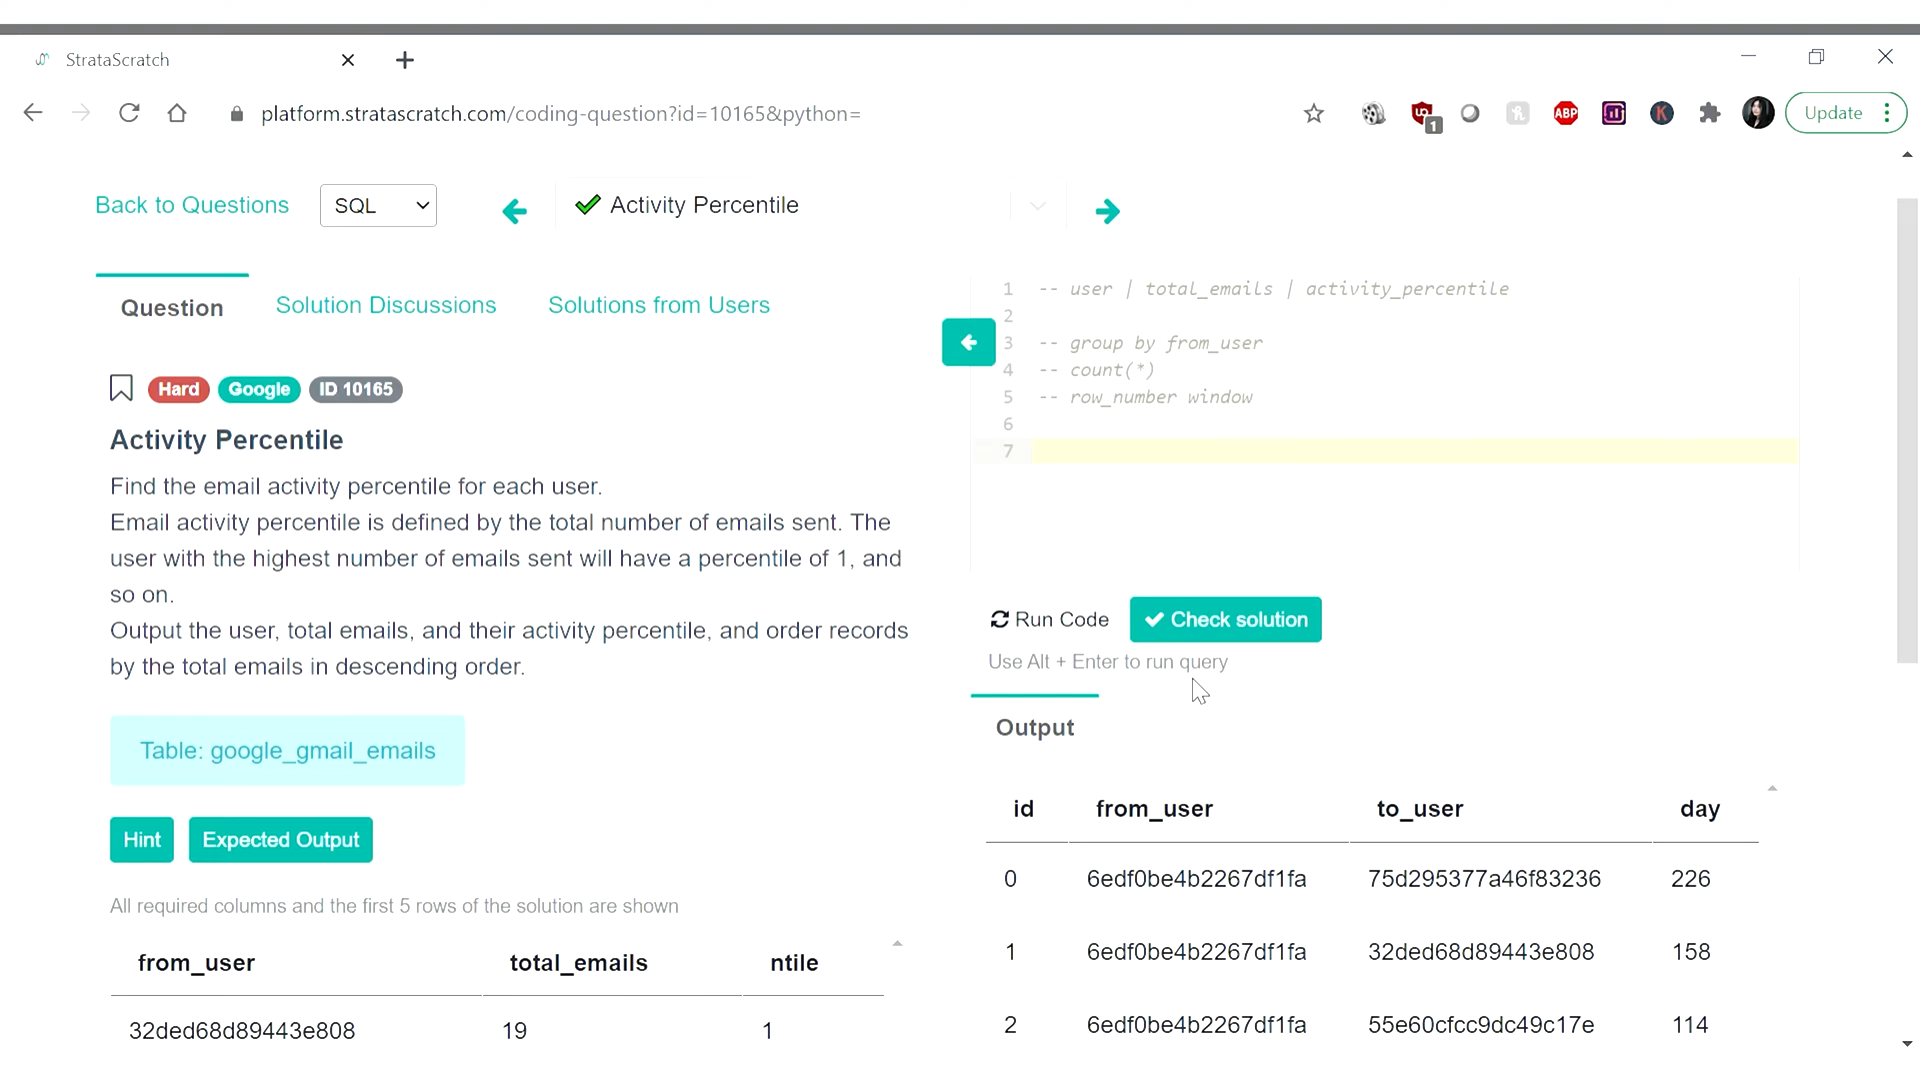 StrataScratch
platform.stratascratch.com/coding-question?id=10165&python=
1
ABP
K
Update
Back to Questions
SQL
Activity Percentile
Question
Solution Discussions
Solutions from Users
Hard
Google
ID 10165
Activity Percentile
Find the email activity percentile for each user.
Email activity percentile is defined by the total number of emails sent. The
user with the highest number of emails sent will have a percentile of 1, and
so on.
Output the user, total emails, and their activity percentile, and order records
by the total emails in descending order.
Table: google_gmail_emails
Hint
Expected Output
All required columns and the first 5 rows of the solution are shown
from_user total_emails ntile
32ded68d89443e808 19 1
1 -- user | total_emails | activity_percentile
2
3 -- group by from_user
4 -- count(*)
5 -- row_number window
6
7
Run Code
Check solution
Use Alt + Enter to run query
Output
id from_user to_user day
0 6edf0be4b2267df1fa 75d295377a46f83236 226
1 6edf0be4b2267df1fa 32ded68d89443e808 158
2 6edf0be4b2267df1fa 55e60cfcc9dc49c17e 114